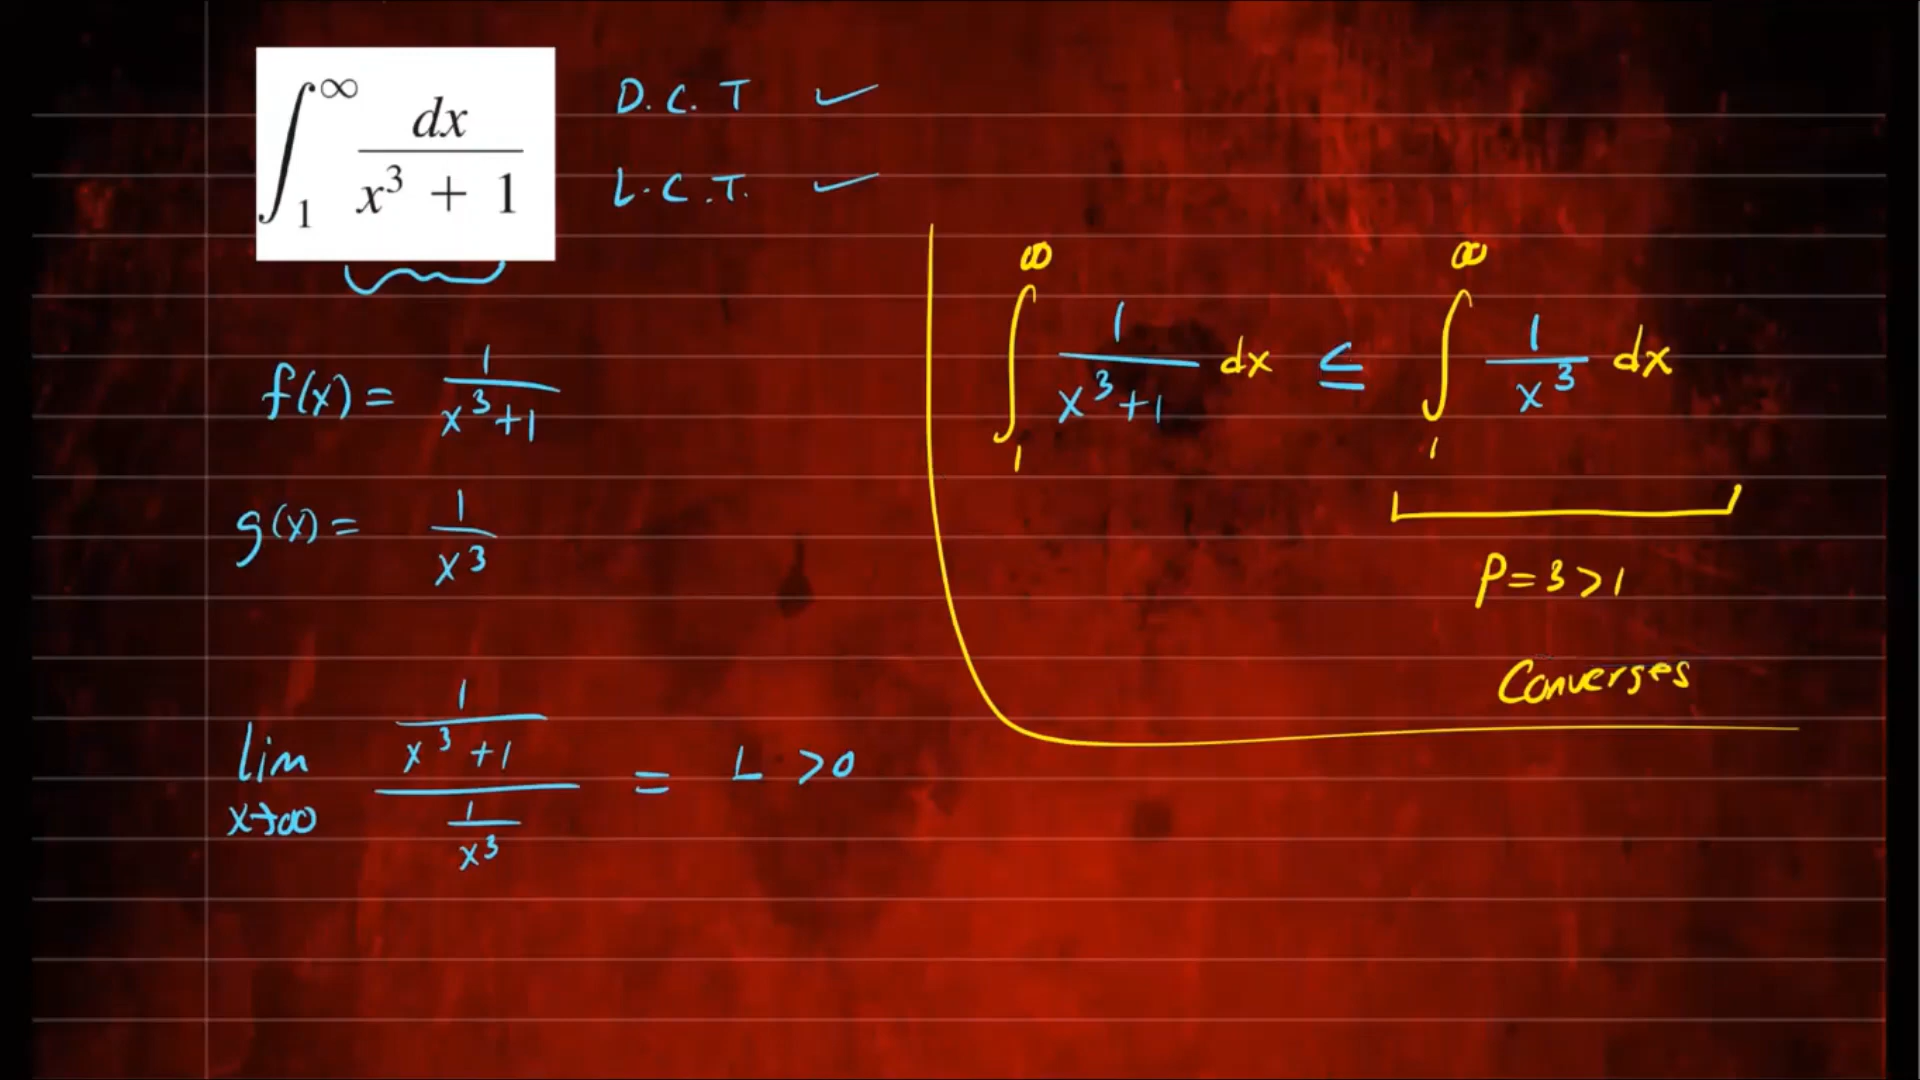 ∫₁^∞ dx/(x³ + 1)
D.C.T ✓
L.C.T. ✓
f(x) = 1/(x³+1)
g(x) = 1/x³
lim x→∞ (1/(x³+1))/(1/x³) = L >0
∫₁^∞ 1/(x³+1) dx ≤ ∫₁^∞ 1/x³ dx
P=3>1
Converges